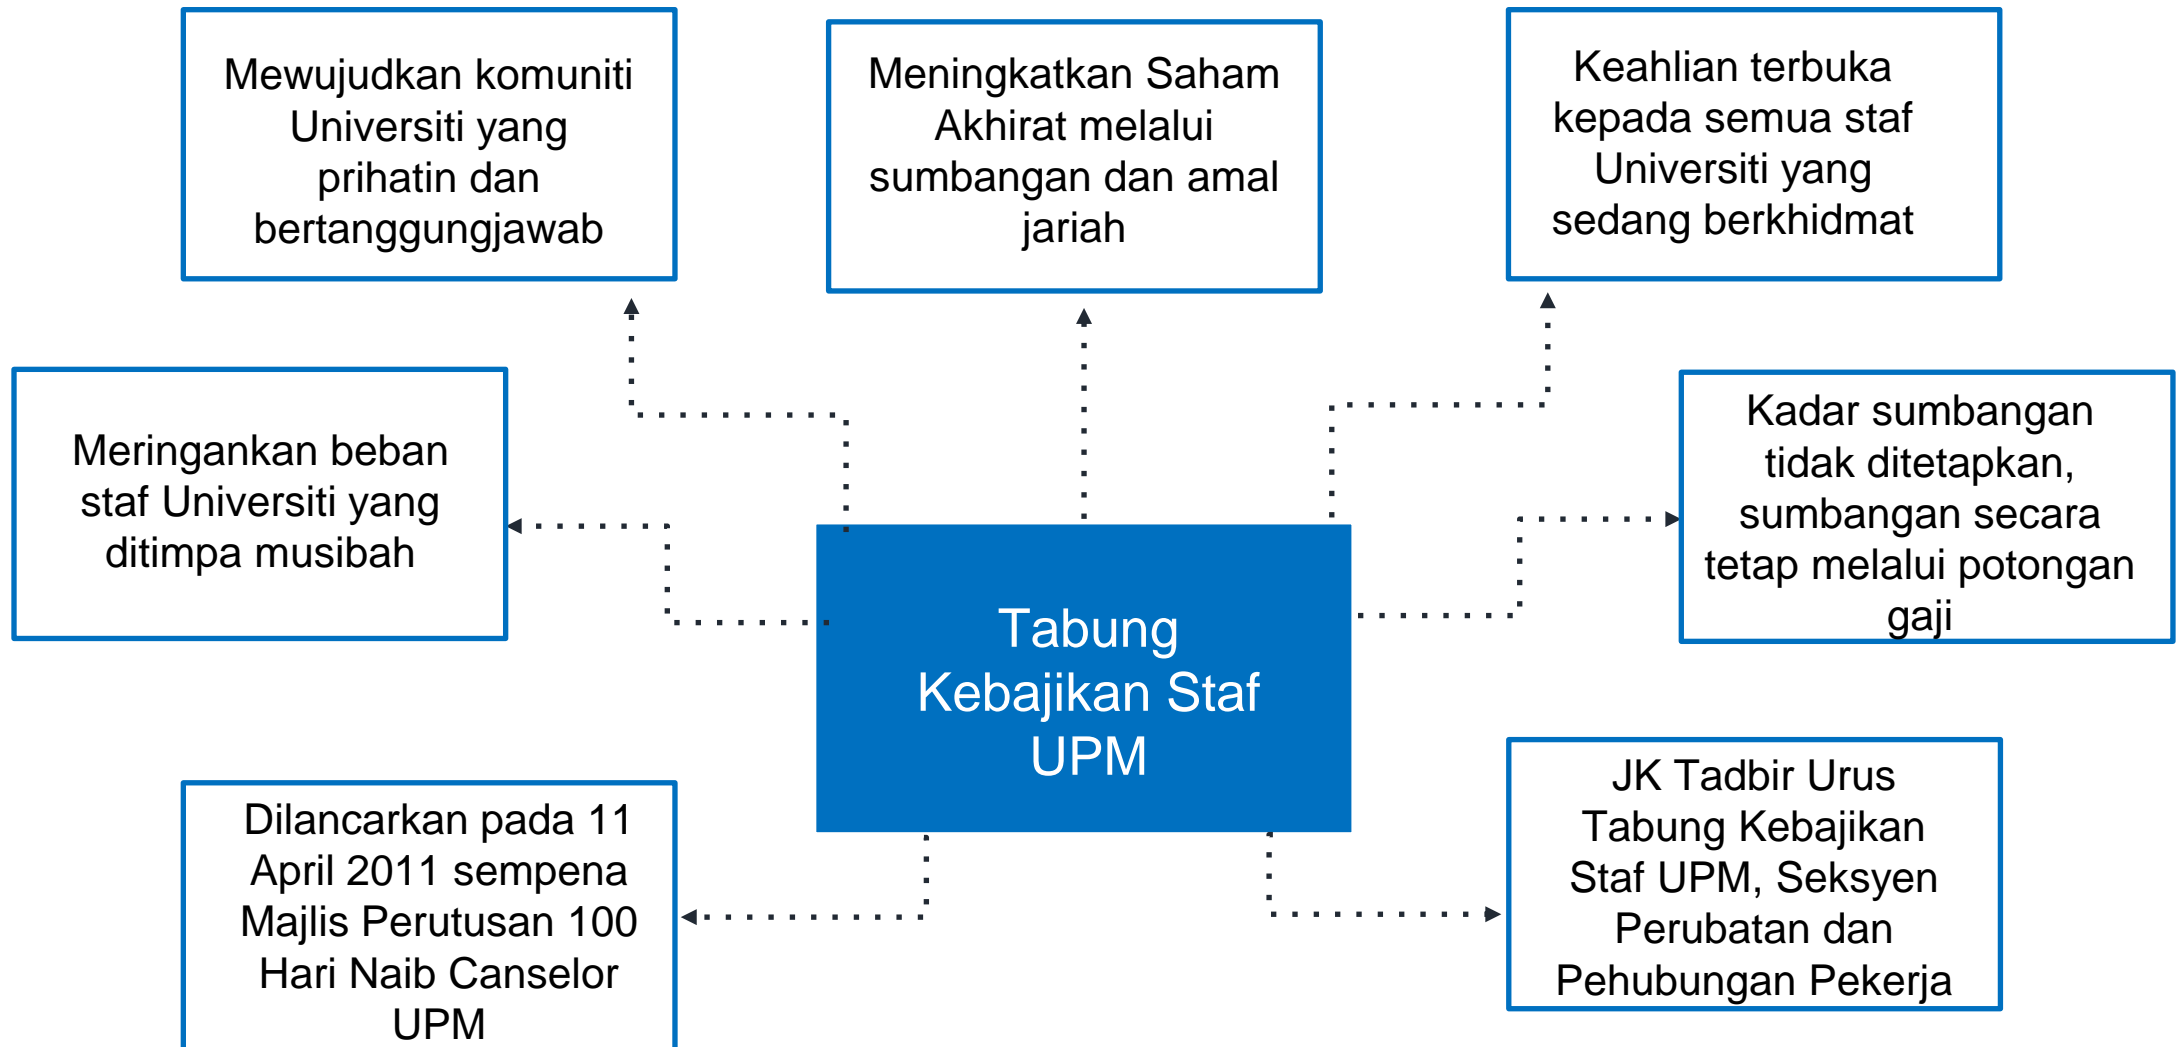 Mewujudkan komuniti
Universiti yang
prihatin dan
bertanggungjawab
Meningkatkan Saham
Akhirat melalui
sumbangan dan amal
jariah
Keahlian terbuka
kepada semua staf
Universiti yang
sedang berkhidmat
Meringankan beban
staf Universiti yang
ditimpa musibah
Kadar sumbangan
tidak ditetapkan,
sumbangan secara
tetap melalui potongan
gaji
Tabung
Kebajikan Staf
UPM
Dilancarkan pada 11
April 2011 sempena
Majlis Perutusan 100
Hari Naib Canselor
UPM
JK Tadbir Urus
Tabung Kebajikan
Staf UPM, Seksyen
Perubatan dan
Pehubungan Pekerja